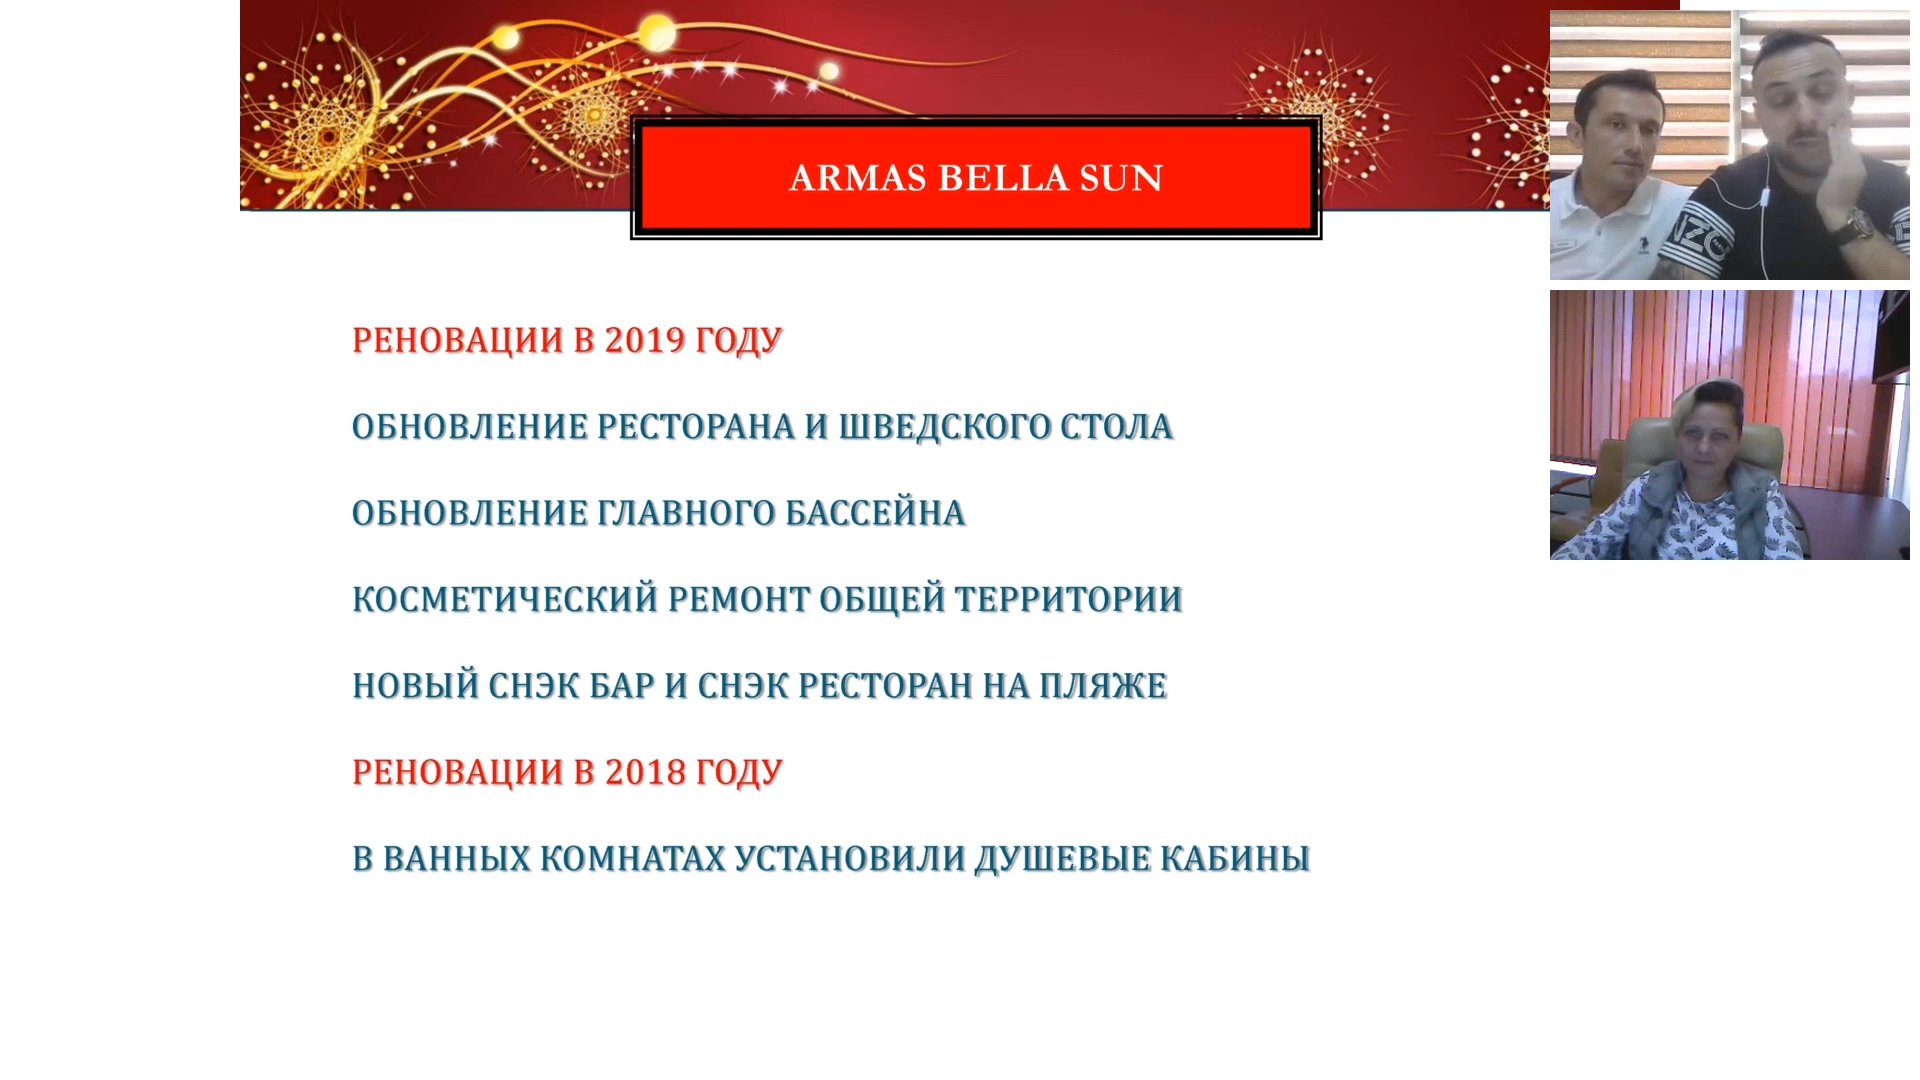 ARMAS BELLA SUN
РЕНОВАЦИИ В 2019 ГОДУ
ОБНОВЛЕНИЕ РЕСТОРАНА И ШВЕДСКОГО СТОЛА
ОБНОВЛЕНИЕ ГЛАВНОГО БАССЕЙНА
КОСМЕТИЧЕСКИЙ РЕМОНТ ОБЩЕЙ ТЕРРИТОРИИ
НОВЫЙ СНЭК БАР И СНЭК РЕСТОРАН НА ПЛЯЖЕ
РЕНОВАЦИИ В 2018 ГОДУ
В ВАННЫХ КОМНАТАХ УСТАНОВИЛИ ДУШЕВЫЕ КАБИНЫ